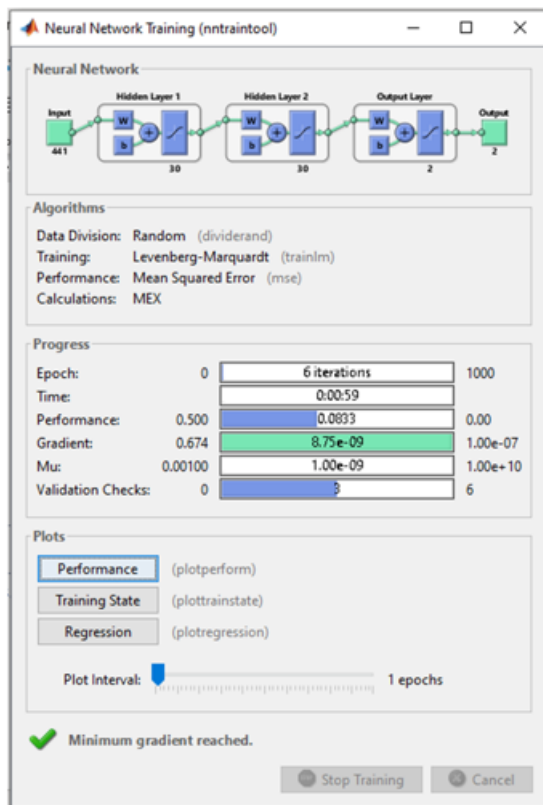 Neural Network Training (nntraintool)
Neural Network
Hidden Layer 1 Hidden Layer 2 Output Layer
Input Output
W W W
+ + +
b b b
441 30 30 2 2
Algorithms
Data Division: Random (dividerand)
Training: Levenberg-Marquardt (trainlm)
Performance: Mean Squared Error (mse)
Calculations: MEX
Progress
Epoch: 0 6 iterations 1000
Time: 0:00:59
Performance: 0.500 0.0833 0.00
Gradient: 0.674 8.75e-09 1.00e-07
Mu: 0.00100 1.00e-09 1.00e+10
Validation Checks: 0 3 6
Plots
Performance (plotperform)
Training State (plottrainstate)
Regression (plotregression)
Plot Interval: 1 epochs
Minimum gradient reached.
Stop Training Cancel